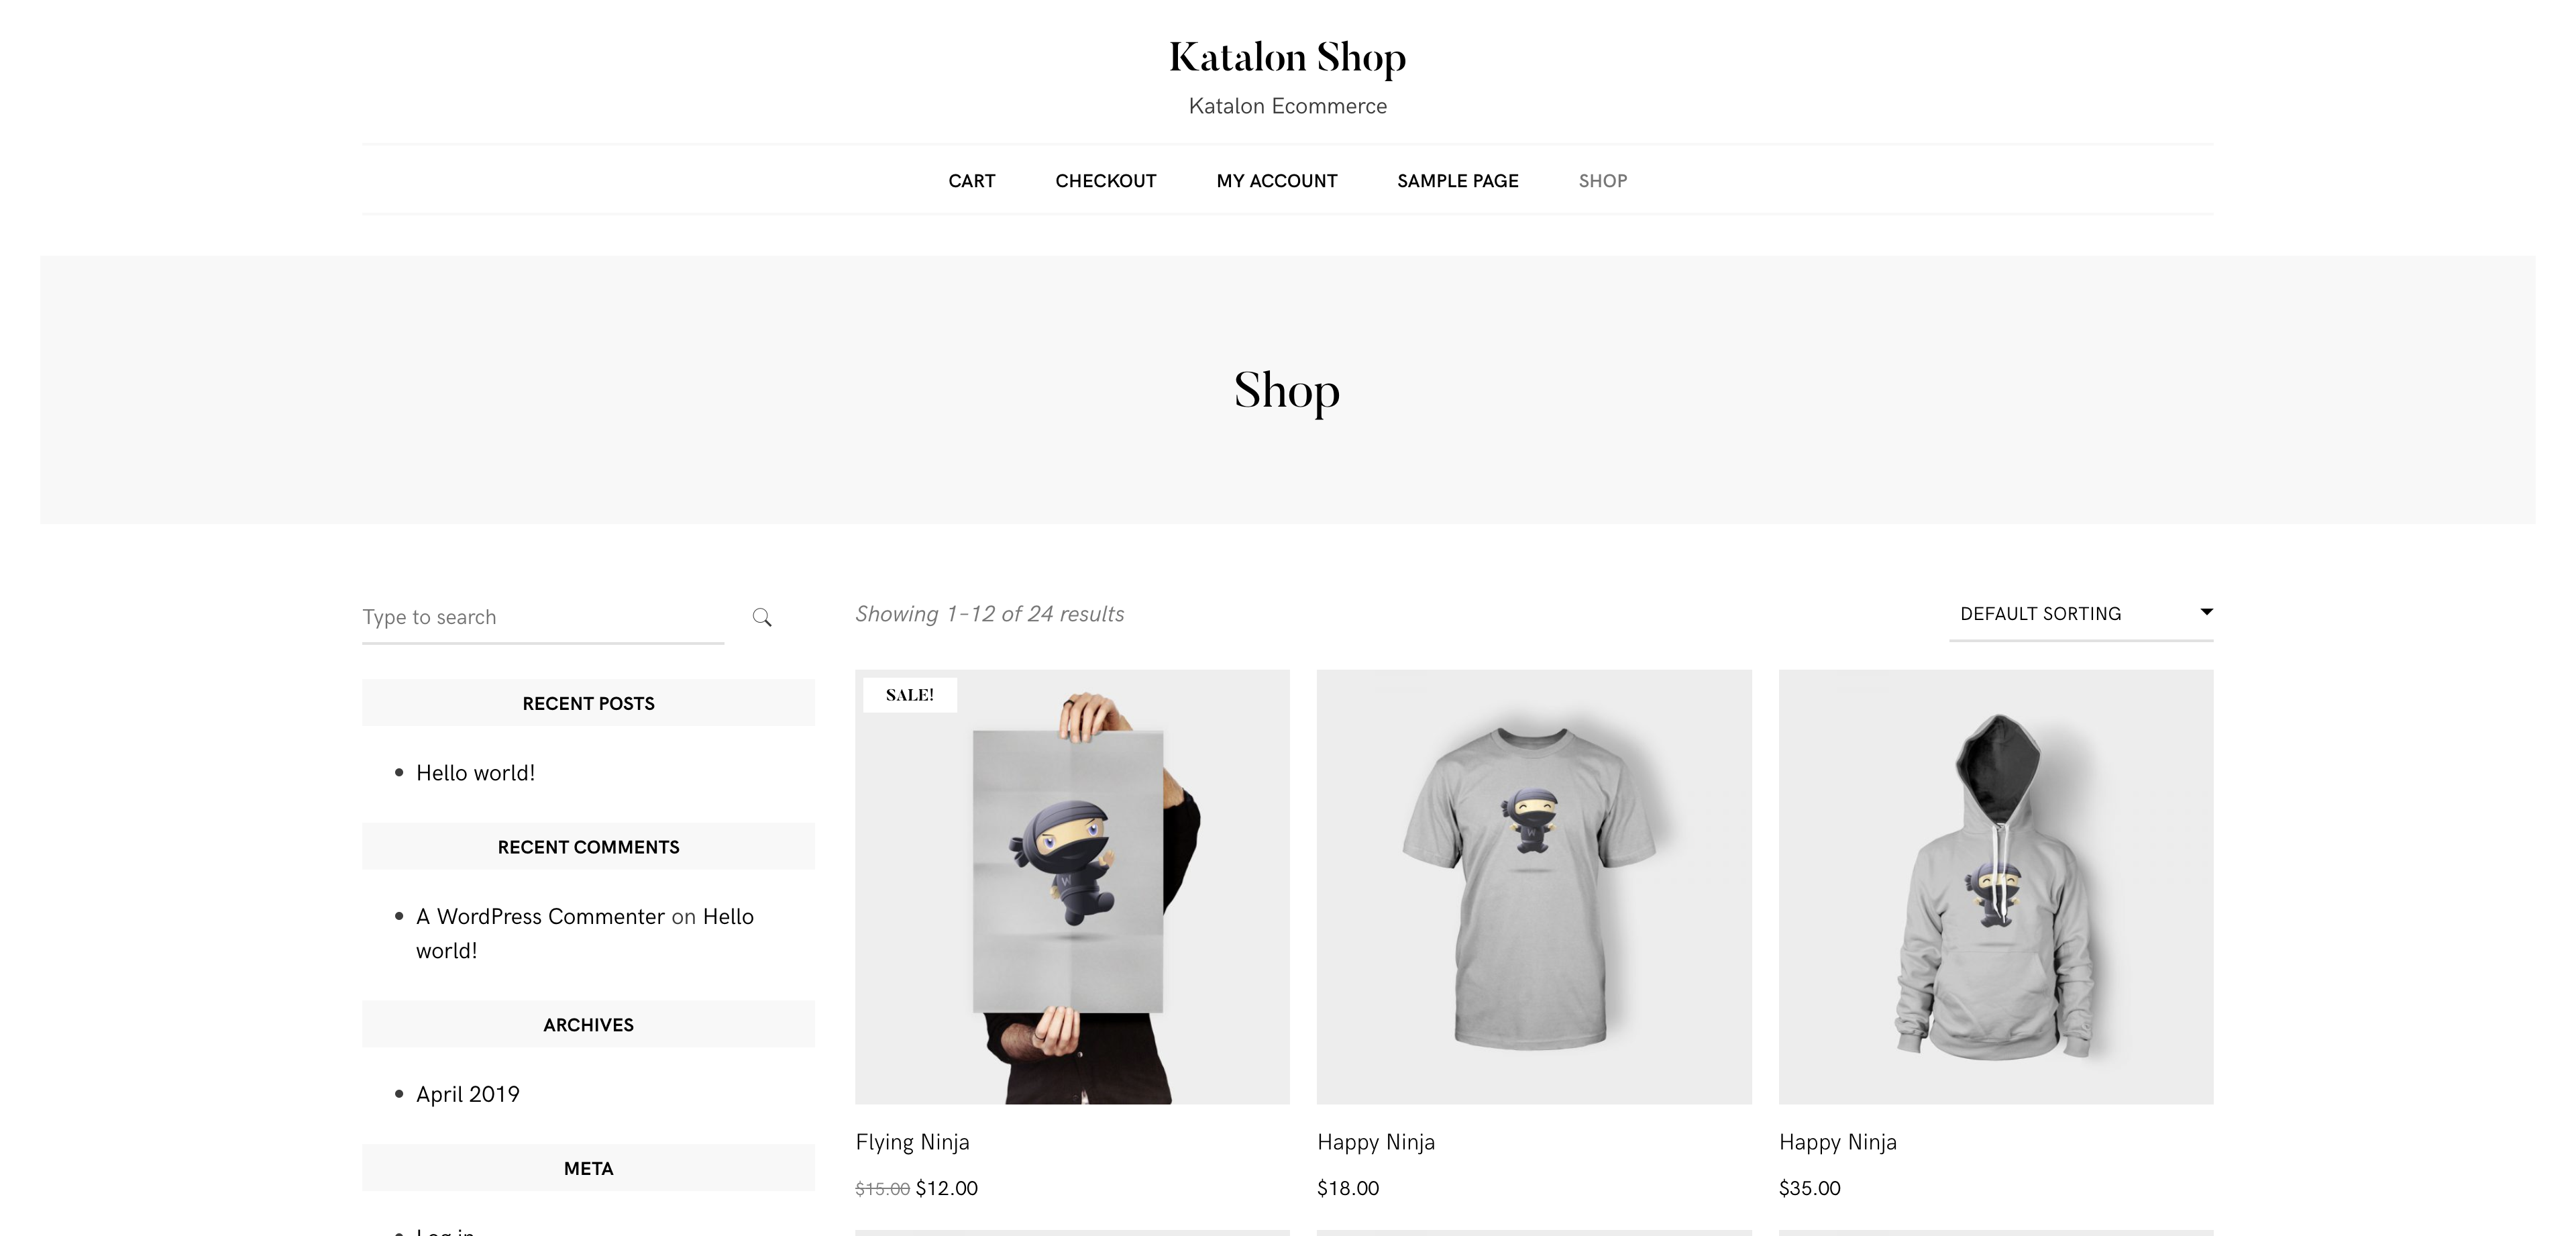 Katalon Shop
Katalon Ecommerce
CART CHECKOUT MY ACCOUNT SAMPLE PAGE SHOP
Shop
Type to search
Showing 1–12 of 24 results
DEFAULT SORTING
RECENT POSTS
Hello world!
RECENT COMMENTS
A WordPress Commenter on Hello
world!
ARCHIVES
April 2019
META
Log in
SALE!
W
Flying Ninja
$15.00 $12.00
W
Happy Ninja
$18.00
Happy Ninja
$35.00